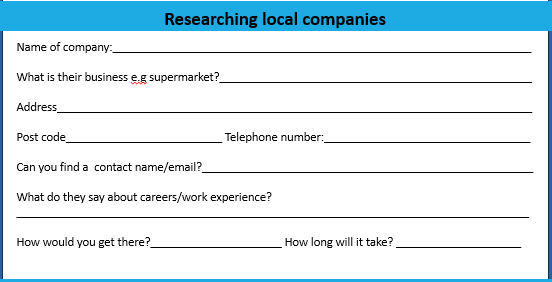 Researching local companies
Name of company:
What is their business e.g supermarket?
Address
Post code Telephone number:
Can you find a  contact name/email?
What do they say about careers/work experience?
How would you get there? How long will it take?